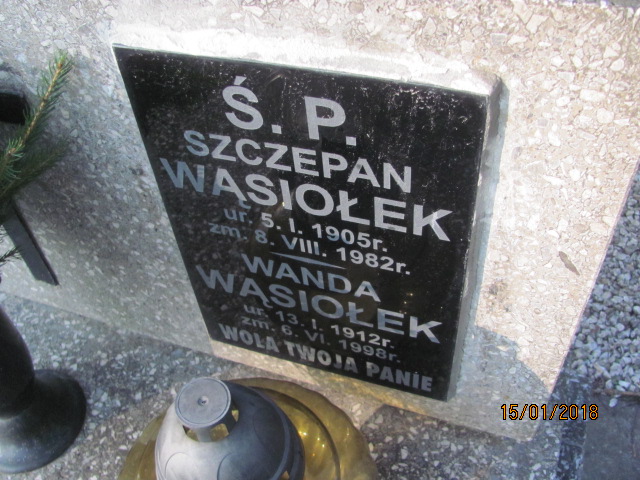 Ś. P.
SZCZEPAN
WĄSIOŁEK
ur. 5. I. 1905r.
zm. 8. VIII. 1982r.
WANDA
WĄSIOŁEK
ur. 13. I. 1912r.
zm. 6. VI. 1998r.
WOLA TWOJA PANIE
15/01/2018